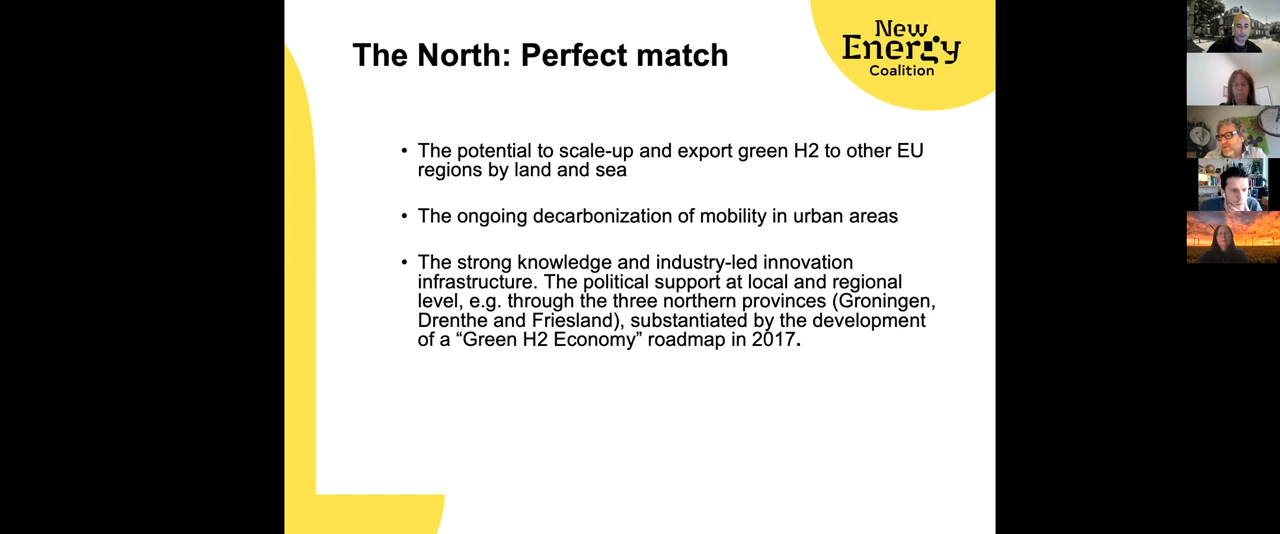 The North: Perfect match
New
Energy
Coalition
• The potential to scale-up and export green H2 to other EU
regions by land and sea
• The ongoing decarbonization of mobility in urban areas
• The strong knowledge and industry-led innovation
infrastructure. The political support at local and regional
level, e.g. through the three northern provinces (Groningen,
Drenthe and Friesland), substantiated by the development
of a “Green H2 Economy” roadmap in 2017.